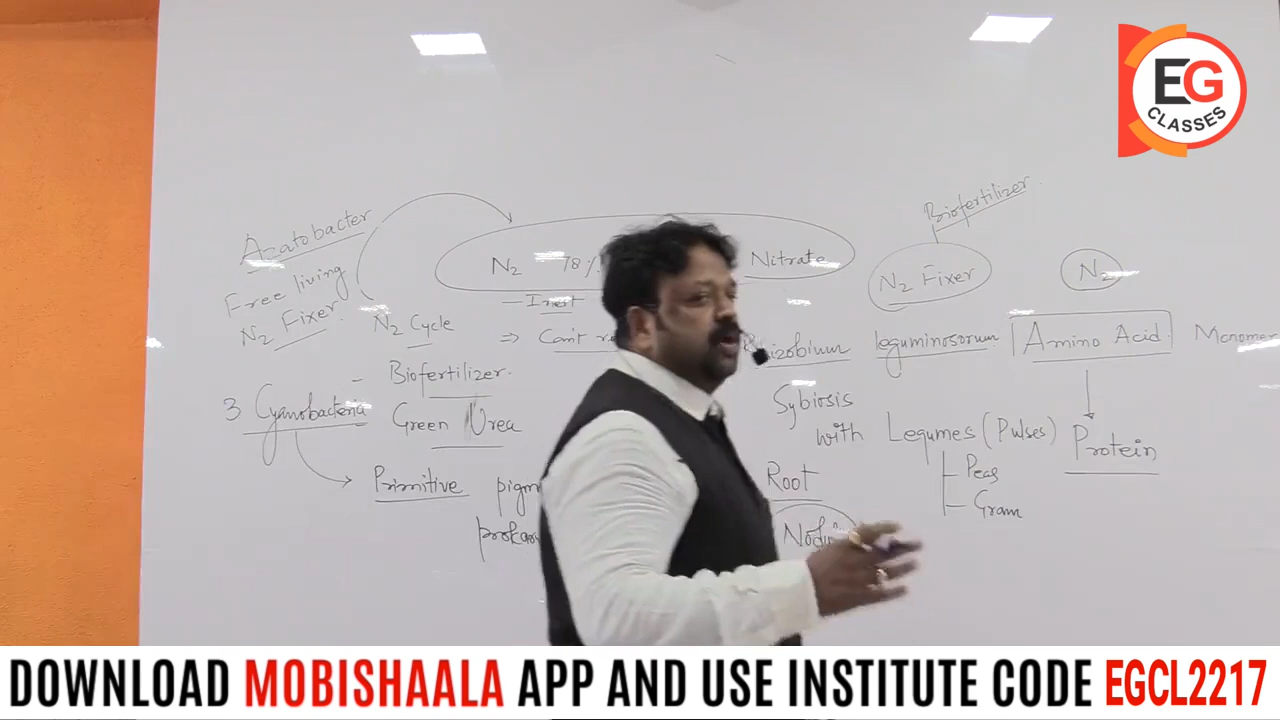 EG
CLASSES
Biofertilizer
Azatobacter
Free living
N2 Fixer.
N2 78%
Nitrate
N2 Fixer
N2
Inert
N2 Cycle
⇒ Can't
Rhizobium leguminosorum
Amino Acid
Monomer
Biofertilizer.
3 Cyanobacteria
Green Urea
Sybiosis
with Legumes (Pulses)
Protein
Peas
Gram
Primitive
Root
DOWNLOAD MOBISHAALA APP AND USE INSTITUTE CODE EGCL2217